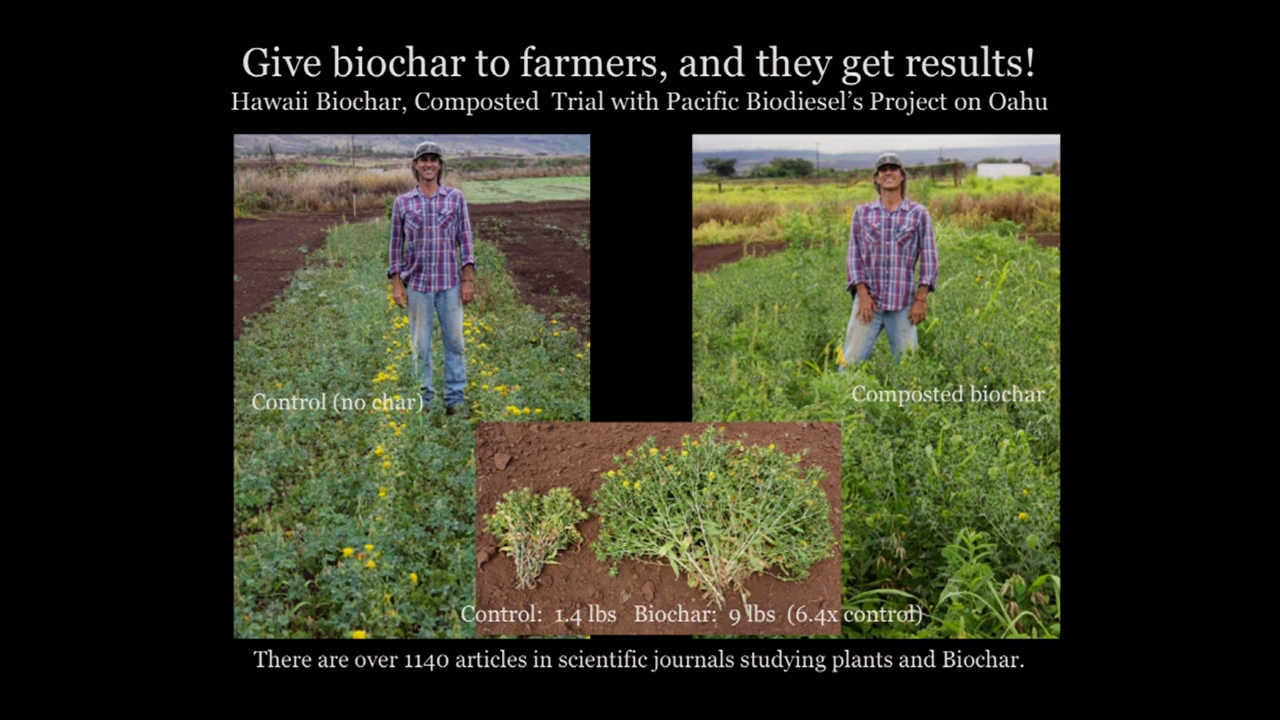 Give biochar to farmers, and they get results!
Hawaii Biochar, Composted Trial with Pacific Biodiesel's Project on Oahu
Control (no char)
Composted biochar
Control: 1.4 lbs Biochar: 9 lbs (6.4x control)
There are over 1140 articles in scientific journals studying plants and Biochar.